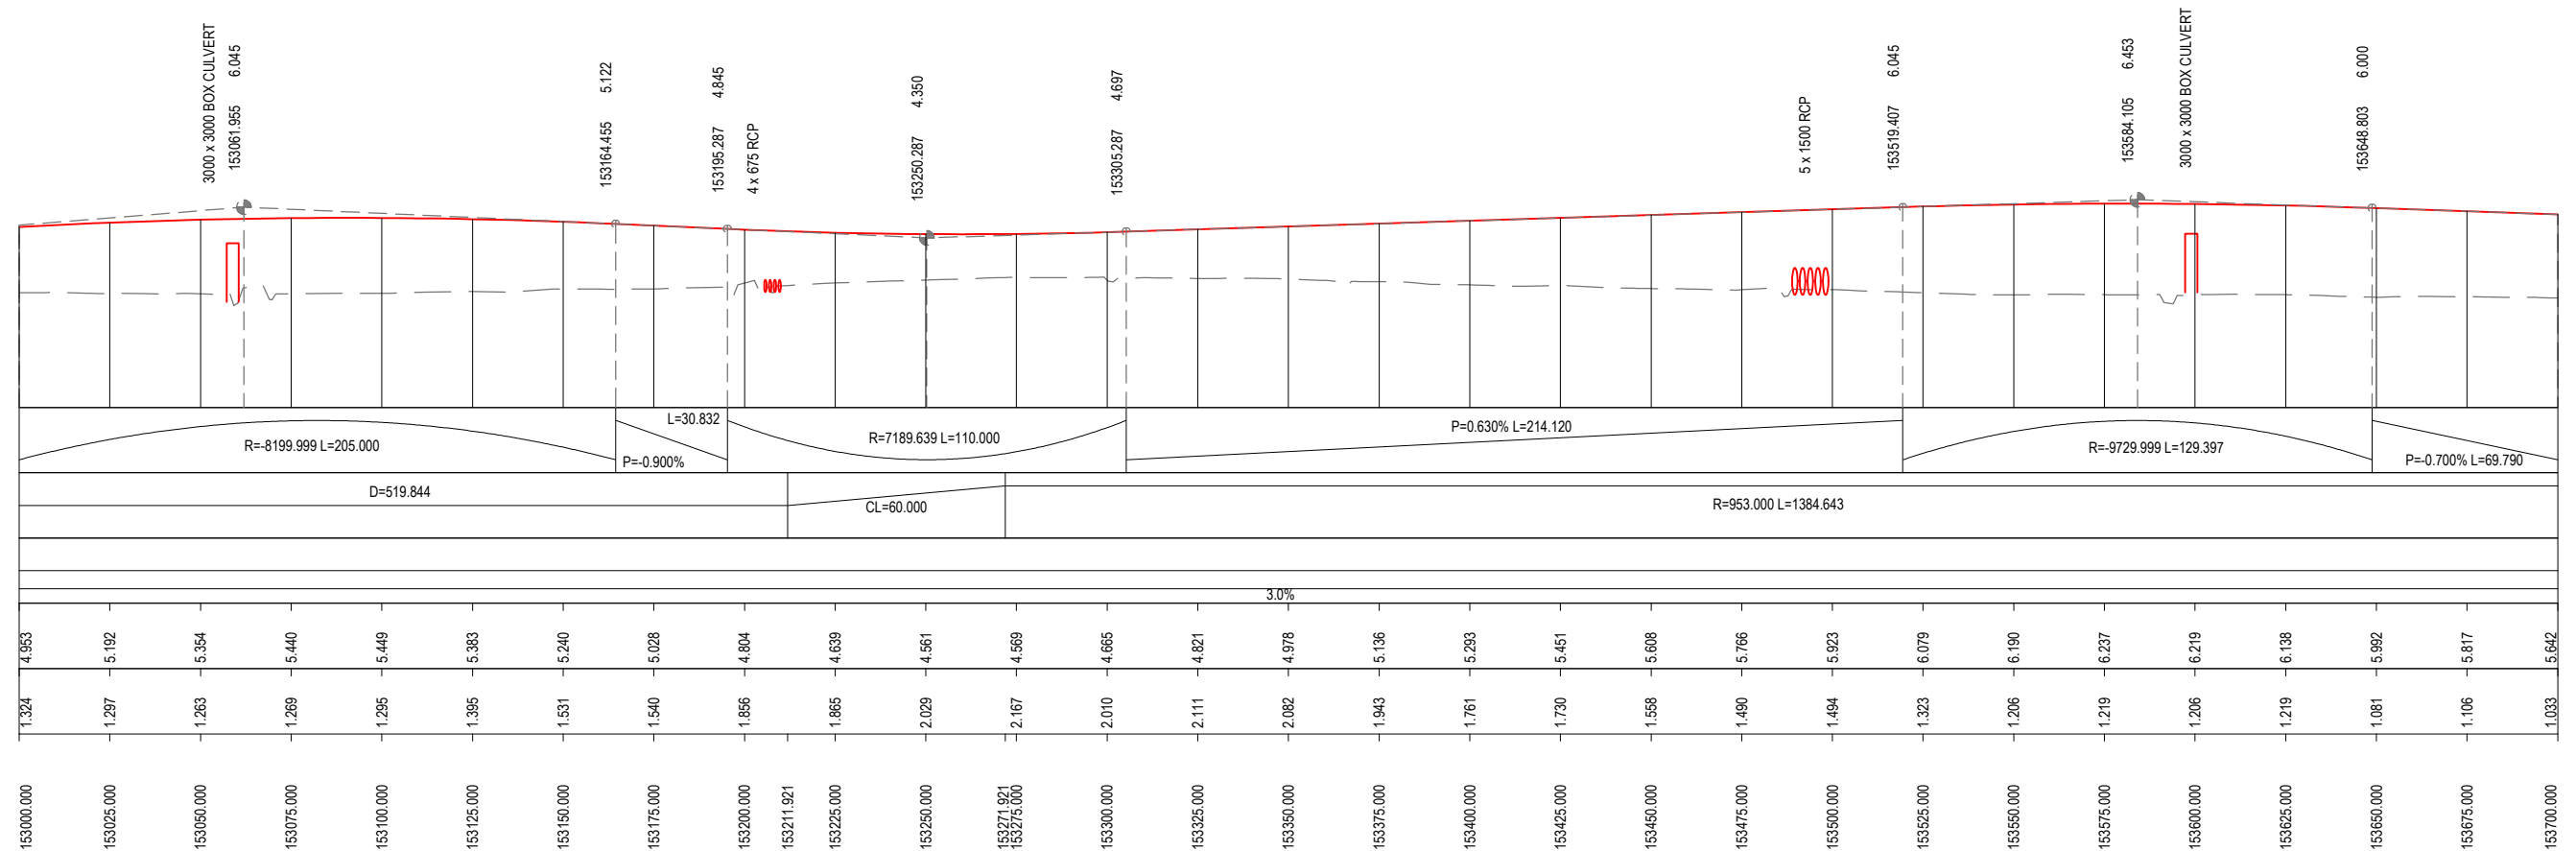 3000 x 3000 BOX CULVERT
153061.955 6.045
153164.455 5.122
153195.287 4.845
4 x 675 RCP
153250.287 4.350
153305.287 4.697
5 x 1500 RCP
153519.407 6.045
153584.105 6.453
3000 x 3000 BOX CULVERT
153648.803 6.000
R=-8199.999 L=205.000
L=30.832
P=-0.900%
R=7189.639 L=110.000
P=0.630% L=214.120
R=-9729.999 L=129.397
P=-0.700% L=69.790
D=519.844
CL=60.000
R=953.000 L=1384.643
3.0%
4.953 5.192 5.354 5.440 5.449 5.383 5.240 5.028 4.804 4.639 4.561 4.569 4.665 4.821 4.978 5.136 5.293 5.451 5.608 5.766 5.923 6.079 6.190 6.237 6.219 6.138 5.992 5.817 5.642
1.324 1.297 1.263 1.269 1.295 1.395 1.531 1.540 1.856 1.865 2.029 2.167 2.010 2.111 2.082 1.943 1.761 1.730 1.558 1.490 1.494 1.323 1.206 1.219 1.206 1.219 1.081 1.106 1.033
153000.000 153025.000 153050.000 153075.000 153100.000 153125.000 153150.000 153175.000 153200.000 153211.921 153225.000 153250.000 153271.921 153275.000 153300.000 153325.000 153350.000 153375.000 153400.000 153425.000 153450.000 153475.000 153500.000 153525.000 153550.000 153575.000 153600.000 153625.000 153650.000 153675.000 153700.000